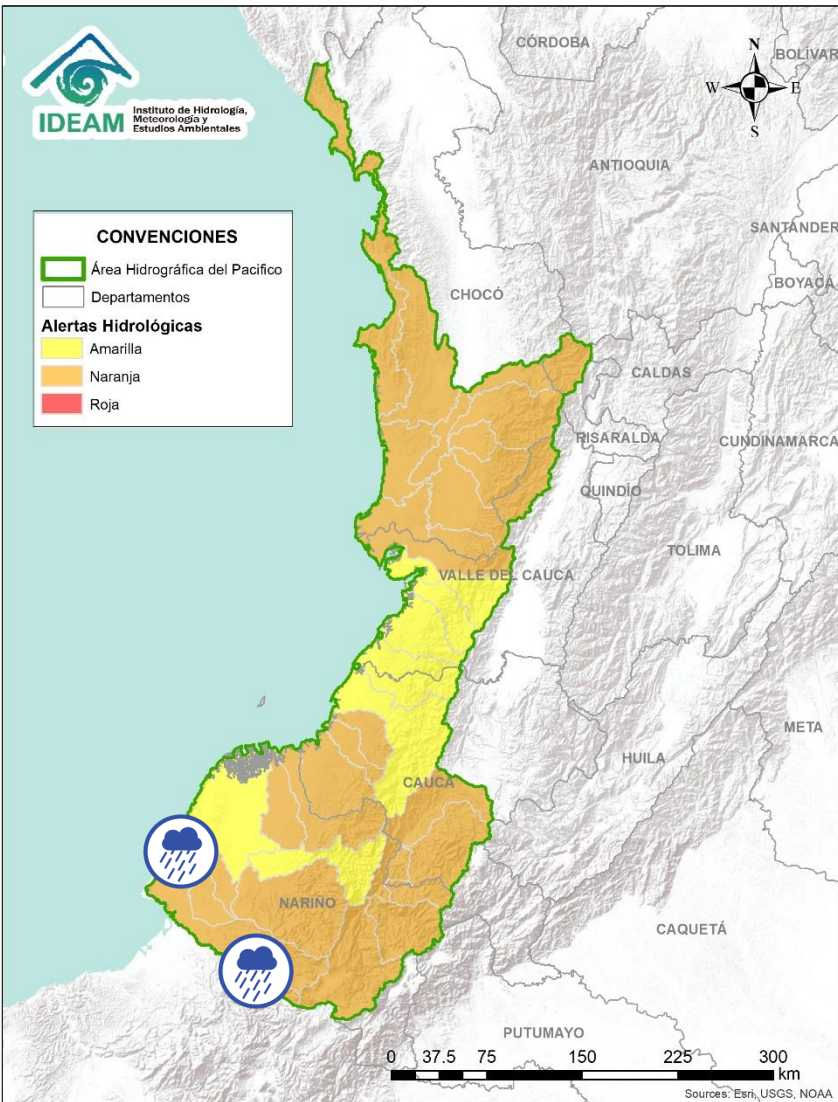 IDEAM
Instituto de Hidrología,
Meteorología y
Estudios Ambientales
CÓRDOBA
BOLÍVAR
N
W
E
S
ANTIOQUIA
SANTANDER
BOYACÁ
CONVENCIONES
Área Hidrográfica del Pacifico
Departamentos
Alertas Hidrológicas
Amarilla
Naranja
Roja
CHOCÓ
CALDAS
RISARALDA
CUNDINAMARCA
QUINDÍO
TOLIMA
VALLE DEL CAUCA
META
HUILA
CAUCA
NARIÑO
CAQUETÁ
PUTUMAYO
0 37.5 75 150 225 300
km
Sources: Esri, USGS, NOAA